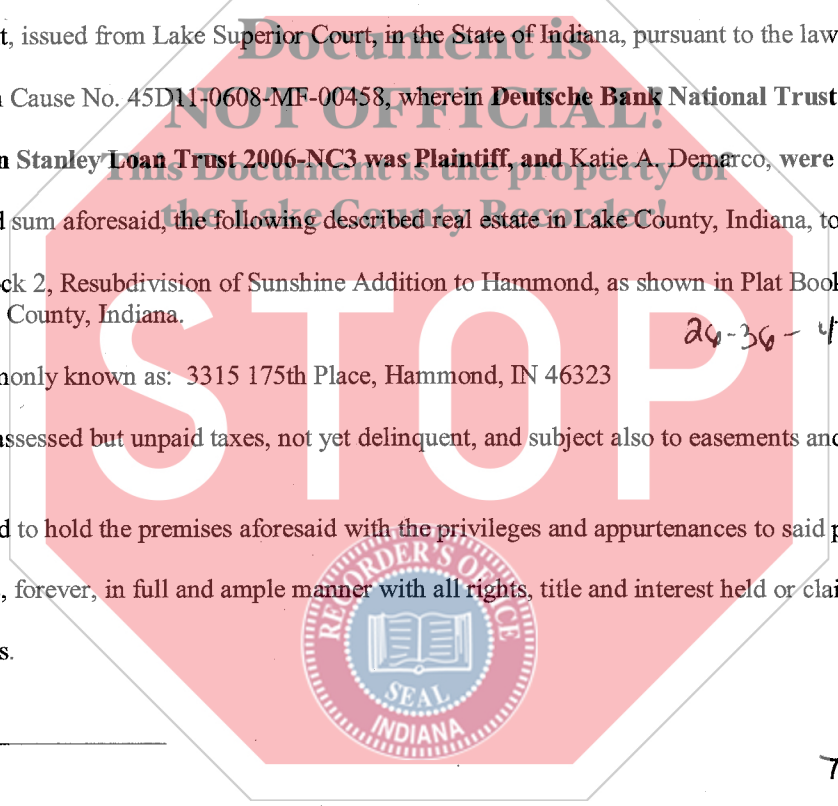 t, issued from Lake Superior Court, in the State of Indiana, pursuant to the law
Document is
Cause No. 45D11-0608-MF-00458, wherein Deutsche Bank National Trust
NOT OFFICIAL!
n Stanley Loan Trust 2006-NC3 was Plaintiff, and Katie A. Demarco, were
This Document is the property of
d sum aforesaid, the following described real estate in Lake County, Indiana, to
the Lake County Recorder!
ck 2, Resubdivision of Sunshine Addition to Hammond, as shown in Plat Book
County, Indiana.
26-36-4
monly known as: 3315 175th Place, Hammond, IN 46323
STOP
assessed but unpaid taxes, not yet delinquent, and subject also to easements and
d to hold the premises aforesaid with the privileges and appurtenances to said p
, forever, in full and ample manner with all rights, title and interest held or clai
s.
RECORDER'S OFFICE
SEAL
INDIANA
7